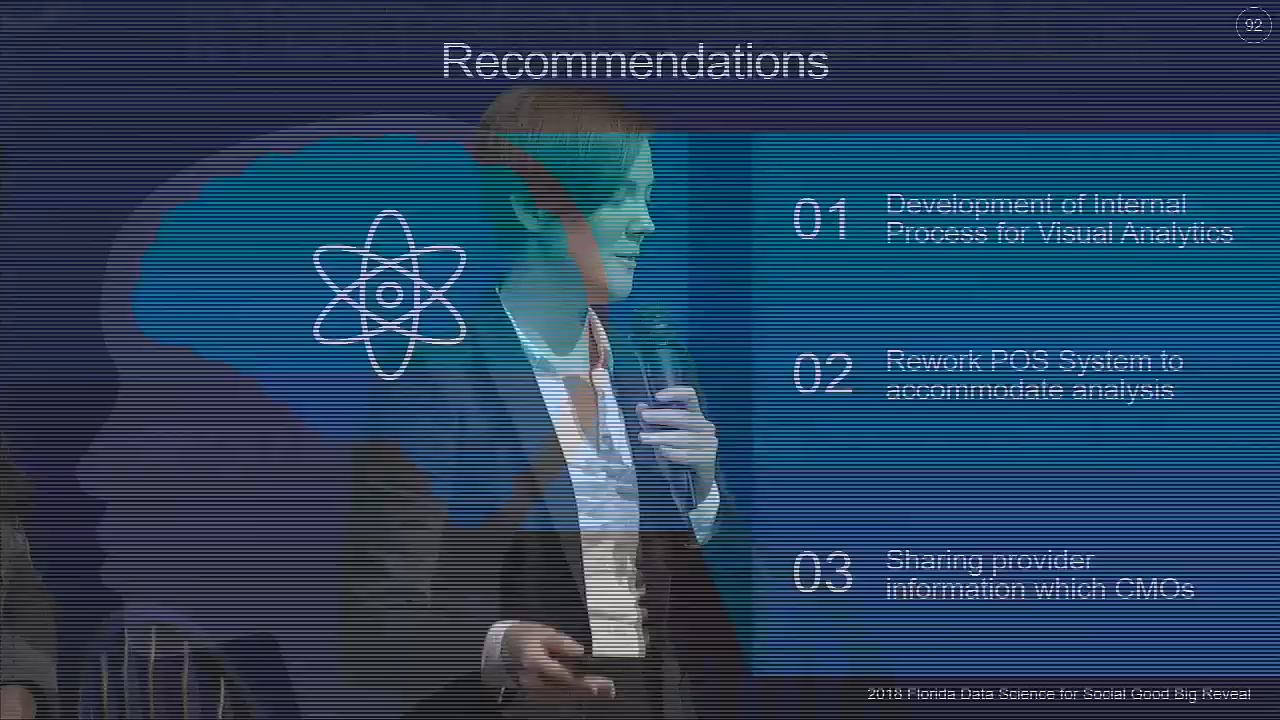 92
Recommendations
01
Development of Internal
Process for Visual Analytics
02
Rework POS System to
accommodate analysis
03
Sharing provider
information which CMOs
2018 Florida Data Science for Social Good Big Reveal